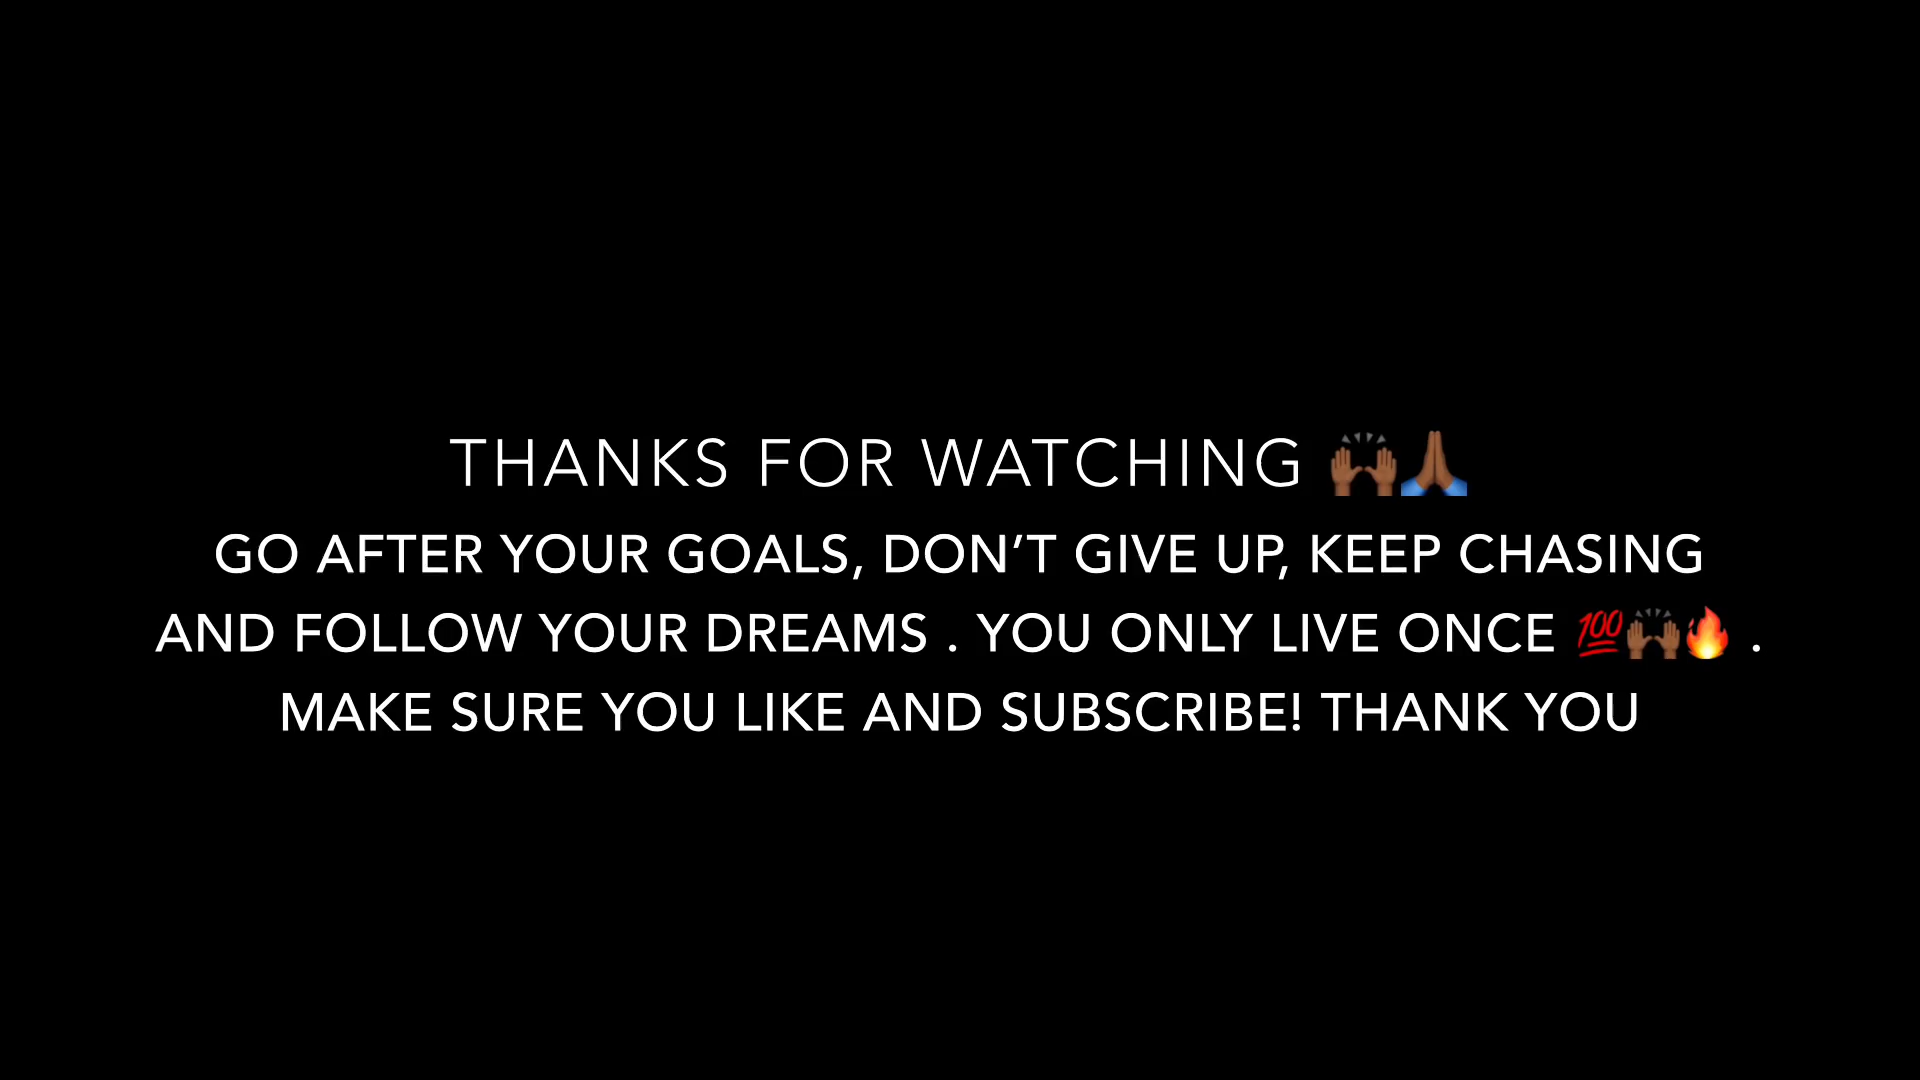 THANKS FOR WATCHING 🙌🏾🙏🏾
GO AFTER YOUR GOALS, DON’T GIVE UP, KEEP CHASING
AND FOLLOW YOUR DREAMS . YOU ONLY LIVE ONCE 💯🙌🏾🔥 .
MAKE SURE YOU LIKE AND SUBSCRIBE! THANK YOU